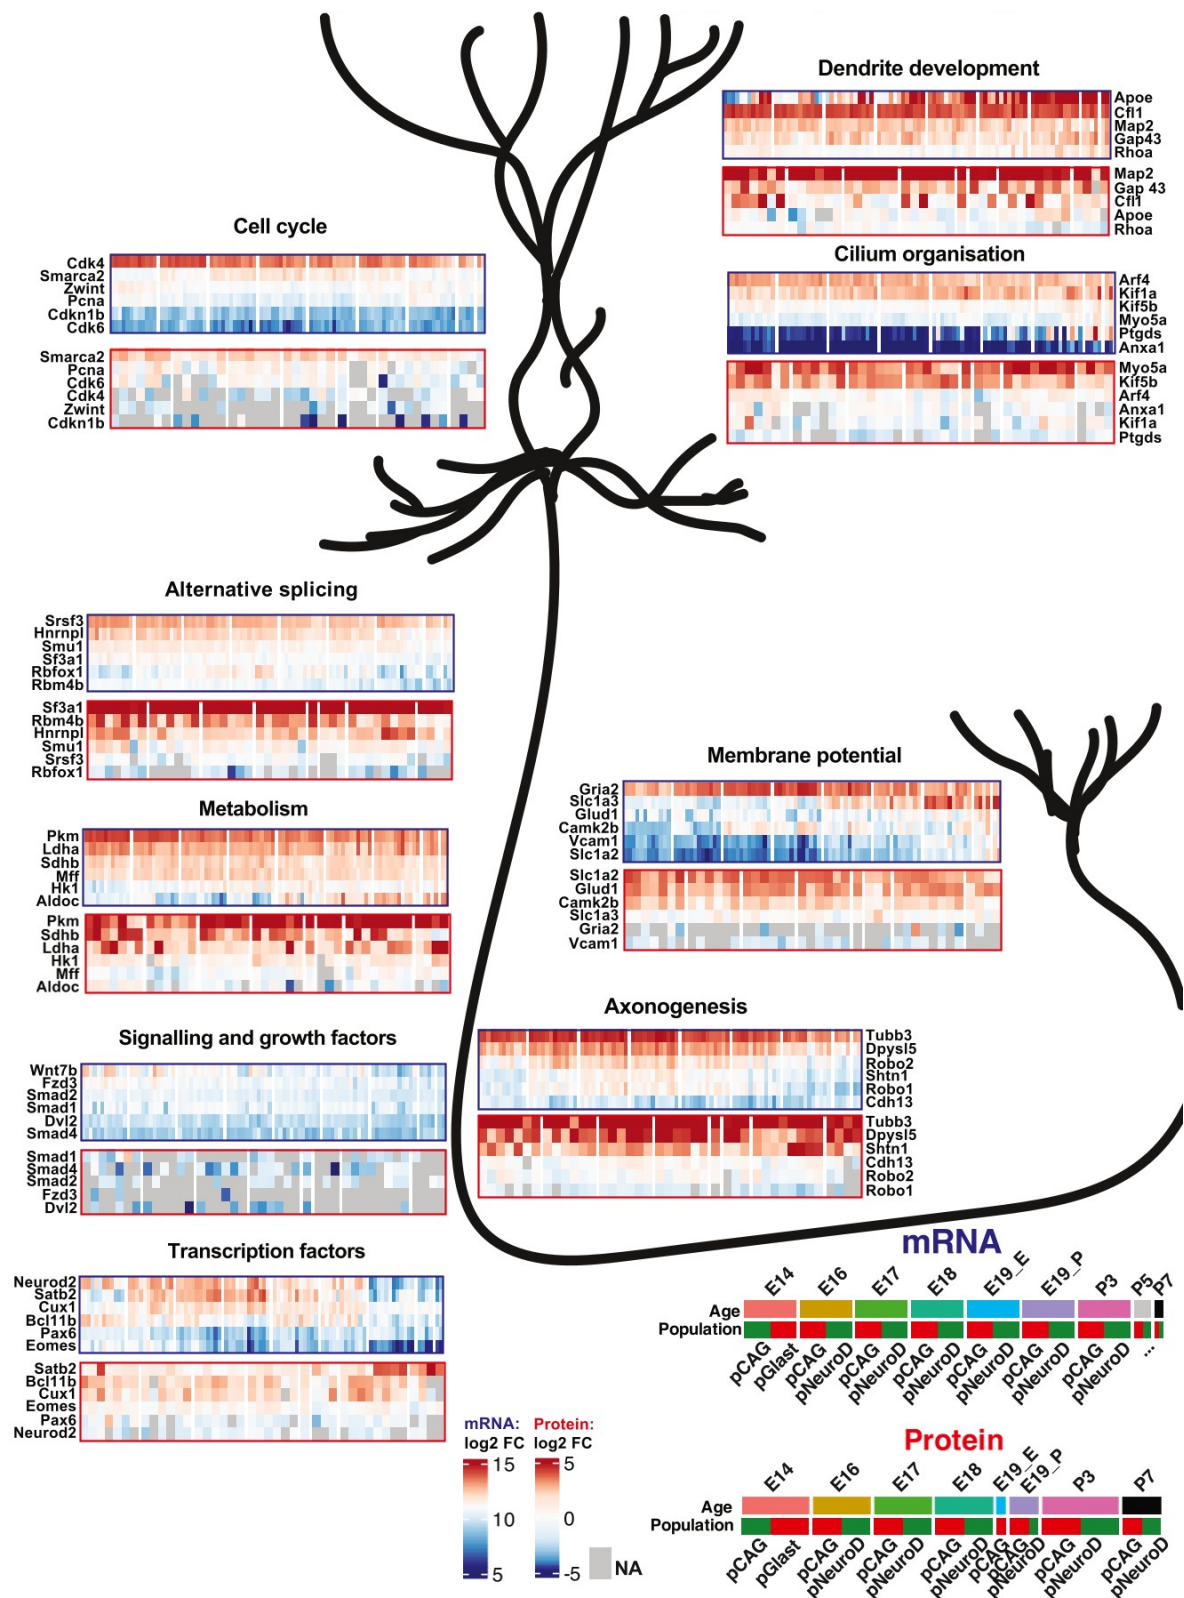 Dendrite development
Apoe
Cfl1
Map2
Gap43
Rhoa
Map2
Gap 43
Cfl1
Apoe
Rhoa
Cell cycle
Cdk4
Smarca2
Zwint
Pcna
Cdkn1b
Cdk6
Smarca2
Pcna
Cdk6
Cdk4
Zwint
Cdkn1b
Cilium organisation
Arf4
Kif1a
Kif5b
Myo5a
Ptgds
Anxa1
Myo5a
Kif5b
Arf4
Anxa1
Kif1a
Ptgds
Alternative splicing
Srsf3
Hnrnpl
Smu1
Sf3a1
Rbfox1
Rbm4b
Sf3a1
Rbm4b
Hnrnpl
Smu1
Srsf3
Rbfox1
Metabolism
Pkm
Ldha
Sdhb
Mff
Hk1
Aldoc
Pkm
Sdhb
Ldha
Hk1
Mff
Aldoc
Membrane potential
Gria2
Slc1a3
Glud1
Camk2b
Vcam1
Slc1a2
Slc1a2
Glud1
Camk2b
Slc1a3
Gria2
Vcam1
Signalling and growth factors
Wnt7b
Fzd3
Smad2
Smad1
Dvl2
Smad4
Smad1
Smad4
Smad2
Fzd3
Dvl2
Axonogenesis
Tubb3
Dpysl5
Robo2
Shtn1
Robo1
Cdh13
Tubb3
Dpysl5
Shtn1
Cdh13
Robo2
Robo1
Transcription factors
Neurod2
Satb2
Cux1
Bcl11b
Pax6
Eomes
Satb2
Bcl11b
Cux1
Eomes
Pax6
Neurod2
mRNA: Protein:
log2 FC log2 FC
15 5
10 0
5 -5
NA
mRNA
E14 E16 E17 E18 E19_E E19_P P3 P5 P7
Age
Population
pCAG pGlast pCAG pNeuroD pCAG pNeuroD pCAG pNeuroD pCAG pNeuroD pCAG pNeuroD pCAG pNeuroD ...
Protein
E14 E16 E17 E18 E19_E E19_P P3 P7
Age
Population
pCAG pGlast pCAG pNeuroD pCAG pNeuroD pCAG pNeuroD pCAG pCAG pNeuroD pCAG pNeuroD pCAG pNeuroD